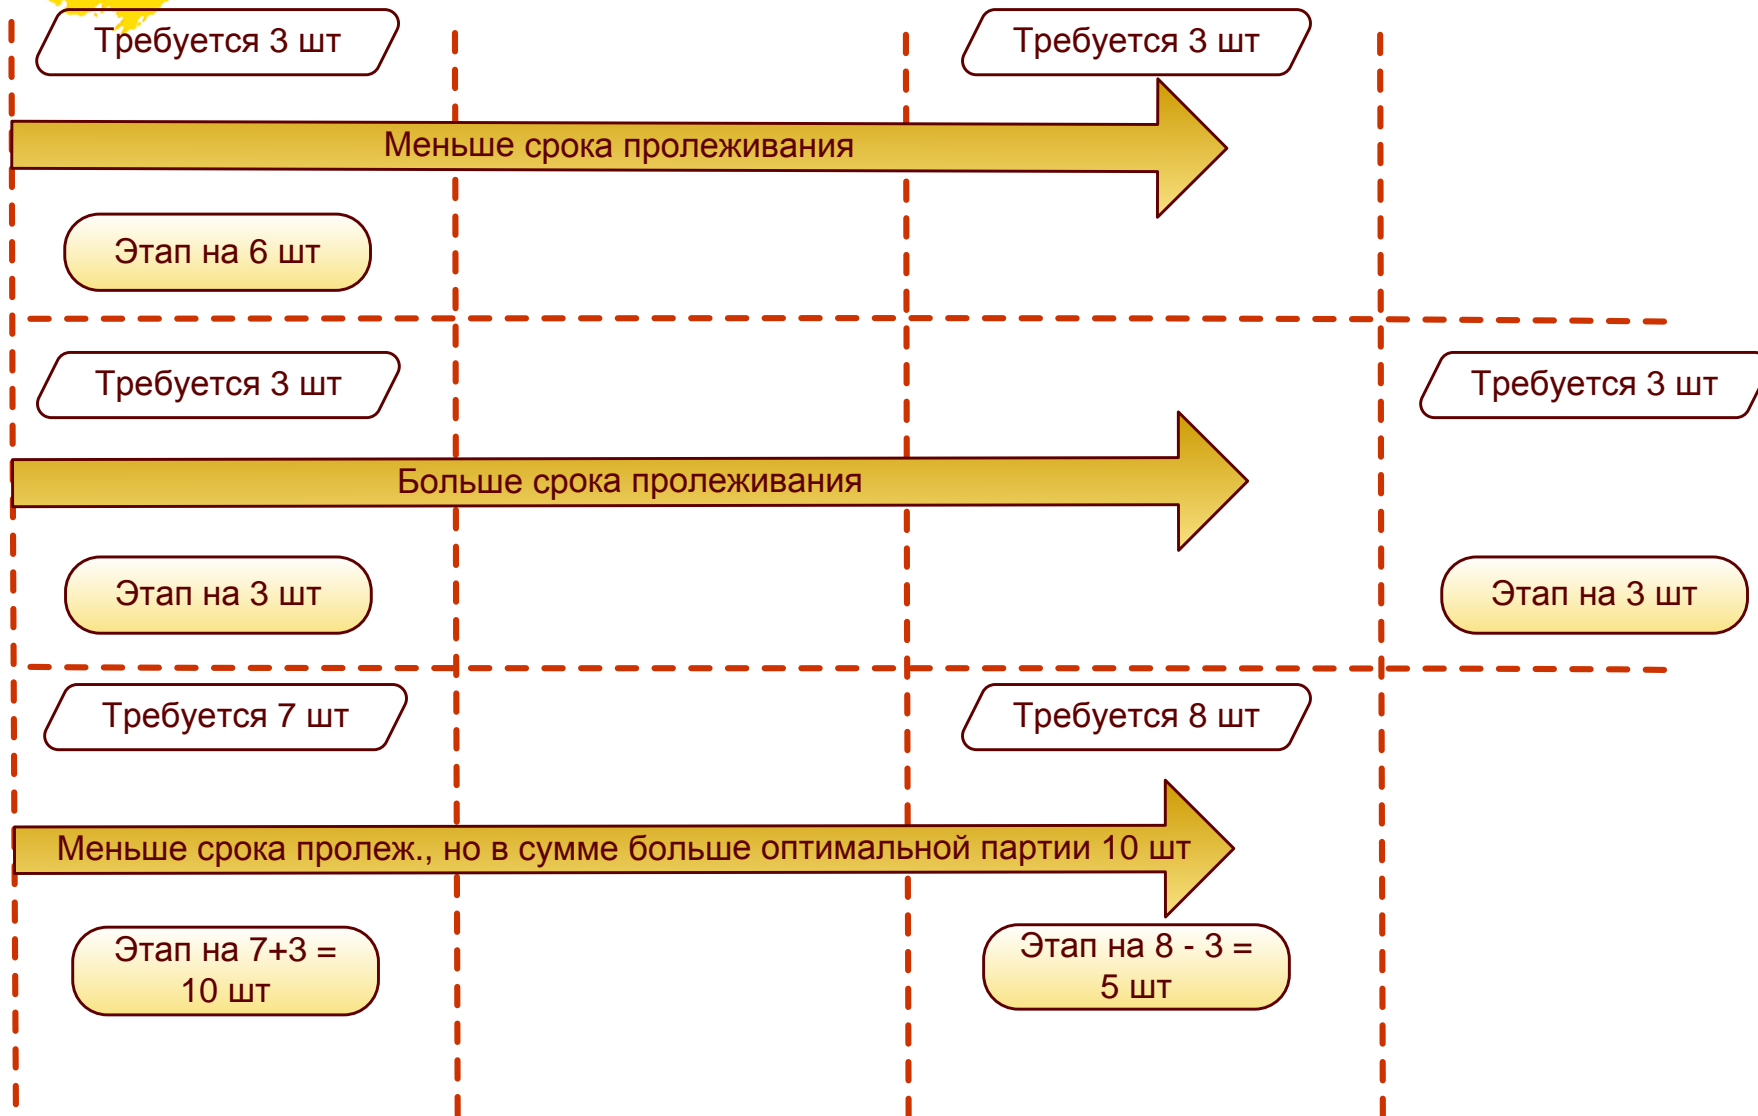 Требуется 3 шт
Требуется 3 шт
Меньше срока пролеживания
Этап на 6 шт
Требуется 3 шт
Требуется 3 шт
Больше срока пролеживания
Этап на 3 шт
Этап на 3 шт
Требуется 7 шт
Требуется 8 шт
Меньше срока пролеж., но в сумме больше оптимальной партии 10 шт
Этап на 7+3 =
10 шт
Этап на 8 - 3 =
5 шт